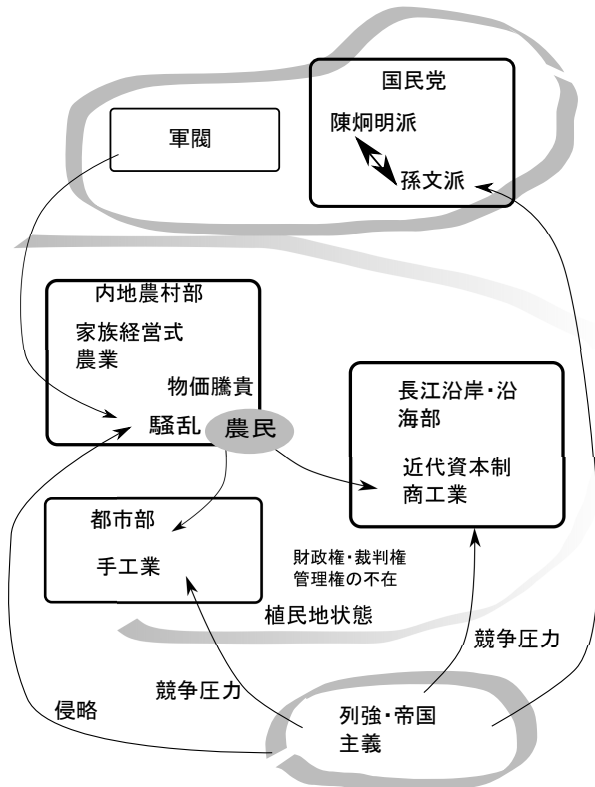 国民党
陳炯明派
軍閥
孫文派
内地農村部
家族経営式
農業
物価騰貴
騒乱
農民
長江沿岸・沿
海部
近代資本制
商工業
都市部
手工業
財政権・裁判権
管理権の不在
植民地状態
競争圧力
競争圧力
侵略
列強・帝国
主義